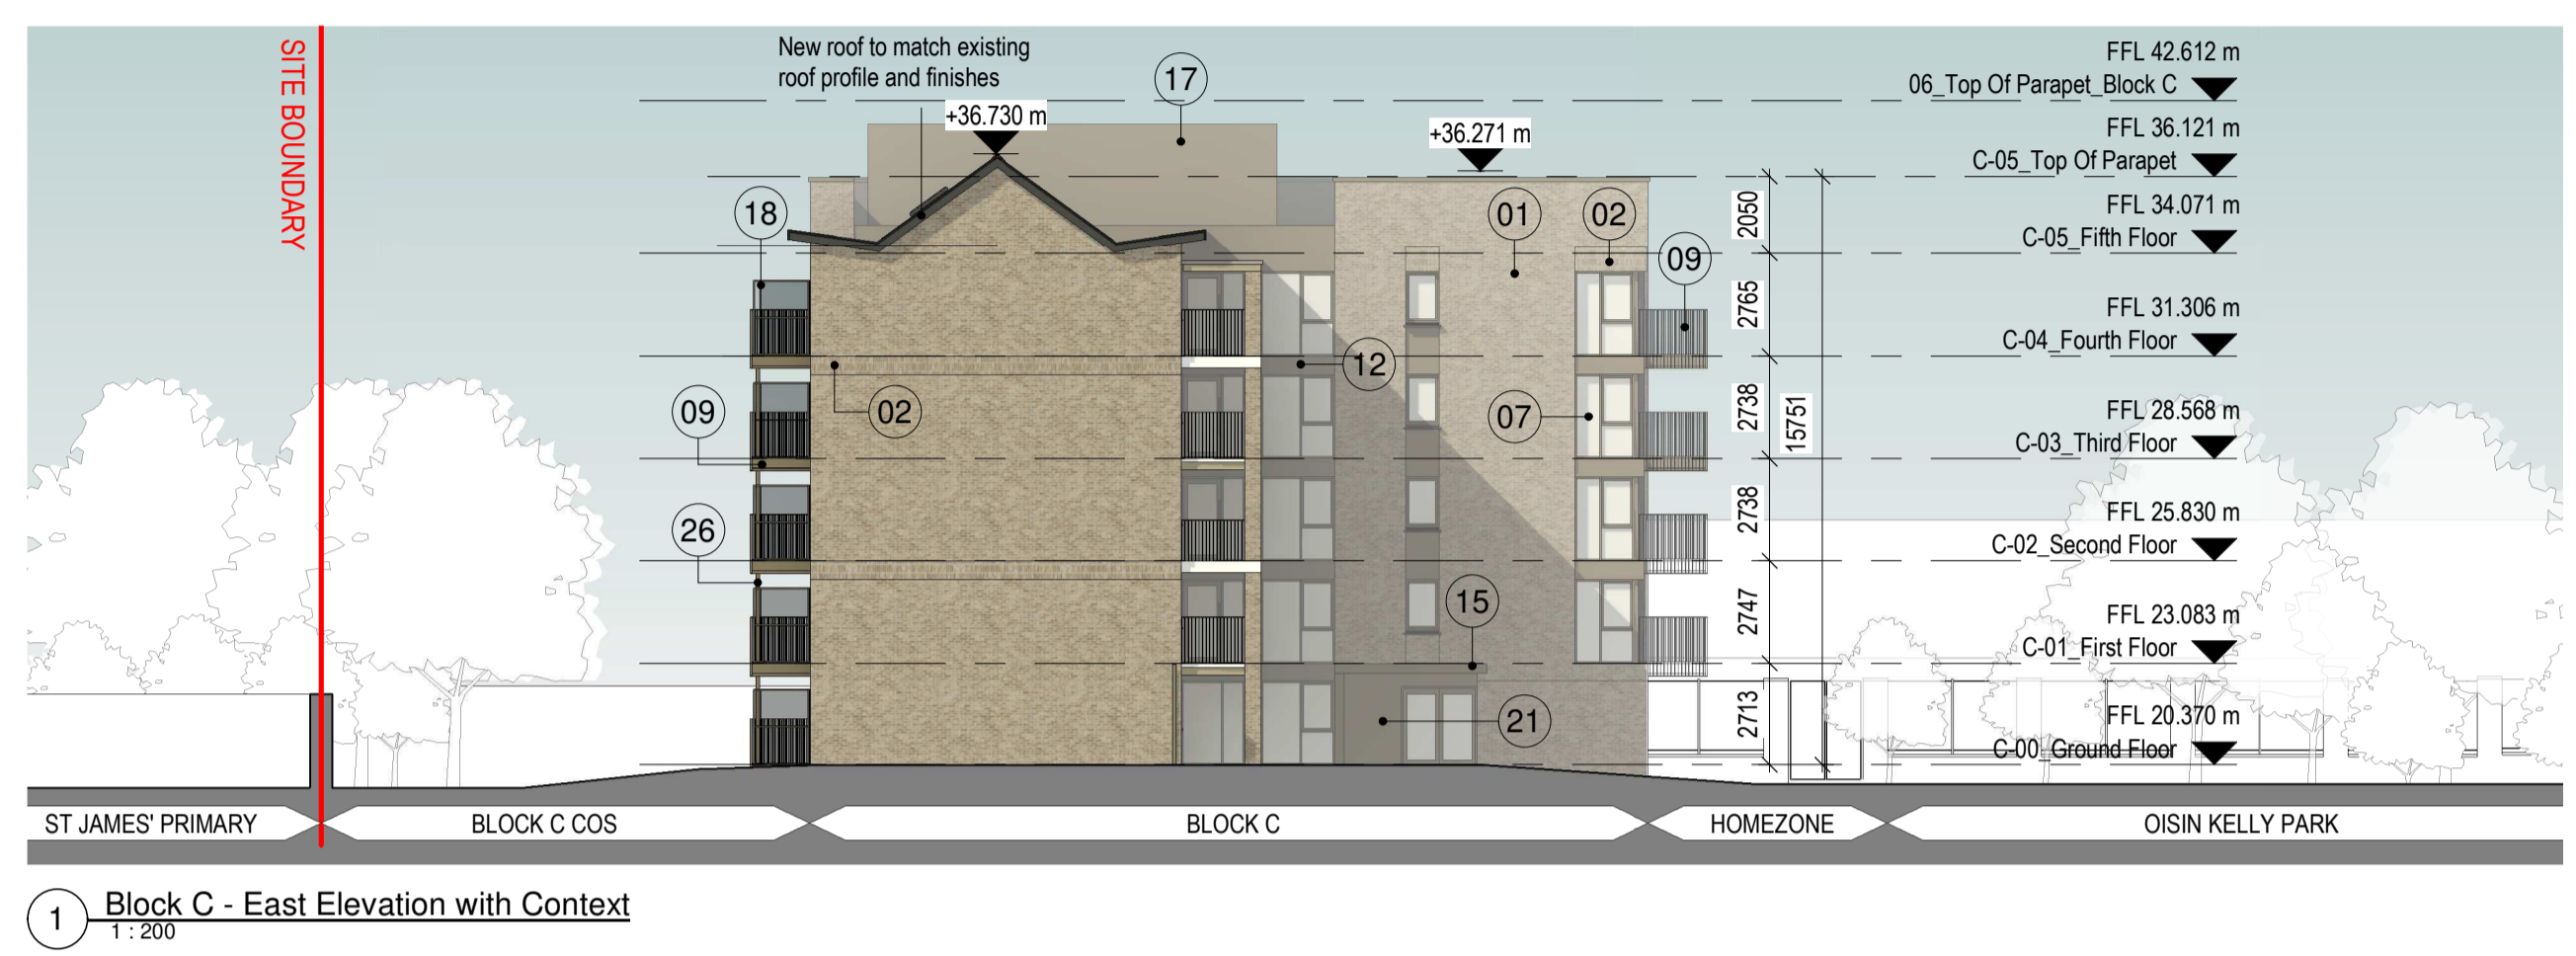 SITE BOUNDARY
New roof to match existing
roof profile and finishes
17
+36.730 m
+36.271 m
FFL 42.612 m
06_Top Of Parapet_Block C
FFL 36.121 m
C-05_Top Of Parapet
FFL 34.071 m
C-05_Fifth Floor
FFL 31.306 m
C-04_Fourth Floor
FFL 28.568 m
C-03_Third Floor
FFL 25.830 m
C-02_Second Floor
FFL 23.083 m
C-01_First Floor
FFL 20.370 m
C-00_Ground Floor
18
01
02
09
12
09
02
07
26
15
21
2050
2765
2738
2738
2747
2713
15751
ST JAMES' PRIMARY
BLOCK C COS
BLOCK C
HOMEZONE
OISIN KELLY PARK
1
Block C - East Elevation with Context
1 : 200